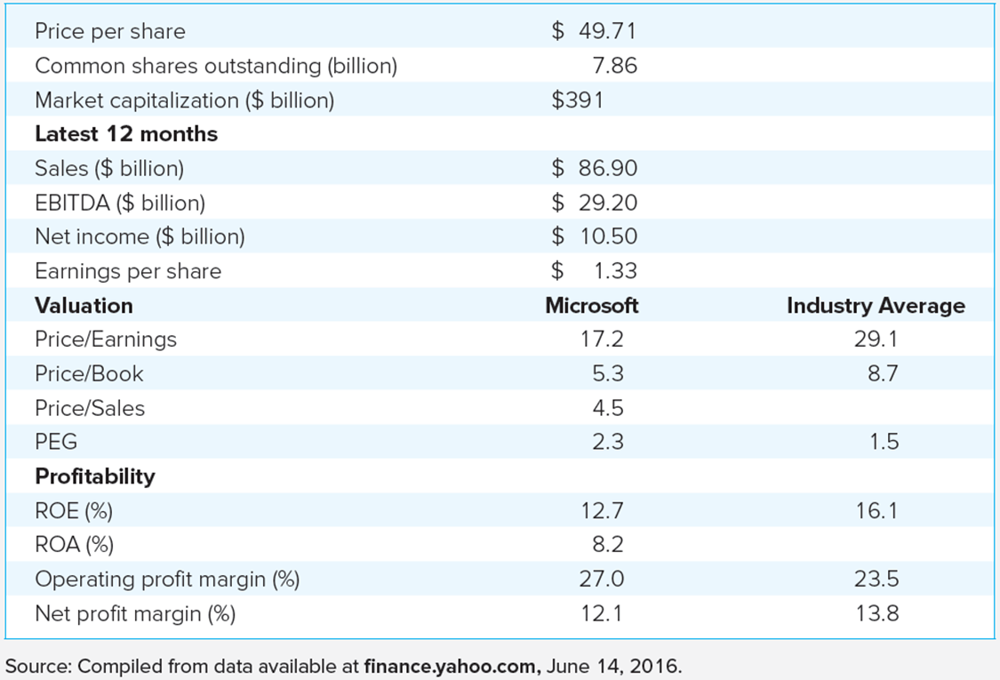 Price per share $ 49.71
Common shares outstanding (billion) 7.86
Market capitalization ($ billion) $391
Latest 12 months
Sales ($ billion) $ 86.90
EBITDA ($ billion) $ 29.20
Net income ($ billion) $ 10.50
Earnings per share $ 1.33
Valuation Microsoft Industry Average
Price/Earnings 17.2 29.1
Price/Book 5.3 8.7
Price/Sales 4.5
PEG 2.3 1.5
Profitability
ROE (%) 12.7 16.1
ROA (%) 8.2
Operating profit margin (%) 27.0 23.5
Net profit margin (%) 12.1 13.8
Source: Compiled from data available at finance.yahoo.com, June 14, 2016.